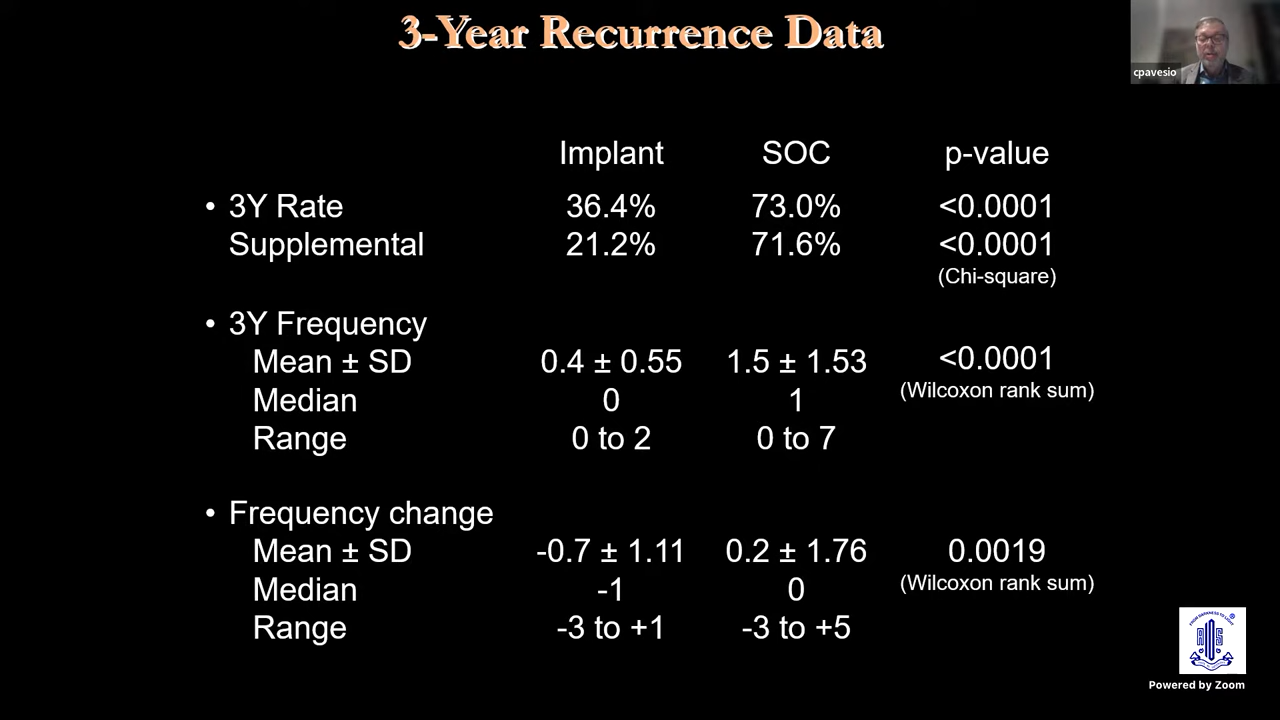 3-Year Recurrence Data
cpavesio
Implant SOC p-value
• 3Y Rate 36.4% 73.0% <0.0001
Supplemental 21.2% 71.6% <0.0001
(Chi-square)
• 3Y Frequency
Mean ± SD 0.4 ± 0.55 1.5 ± 1.53 <0.0001
(Wilcoxon rank sum)
Median 0 1
Range 0 to 2 0 to 7
• Frequency change
Mean ± SD -0.7 ± 1.11 0.2 ± 1.76 0.0019
(Wilcoxon rank sum)
Median -1 0
Range -3 to +1 -3 to +5
Powered by Zoom